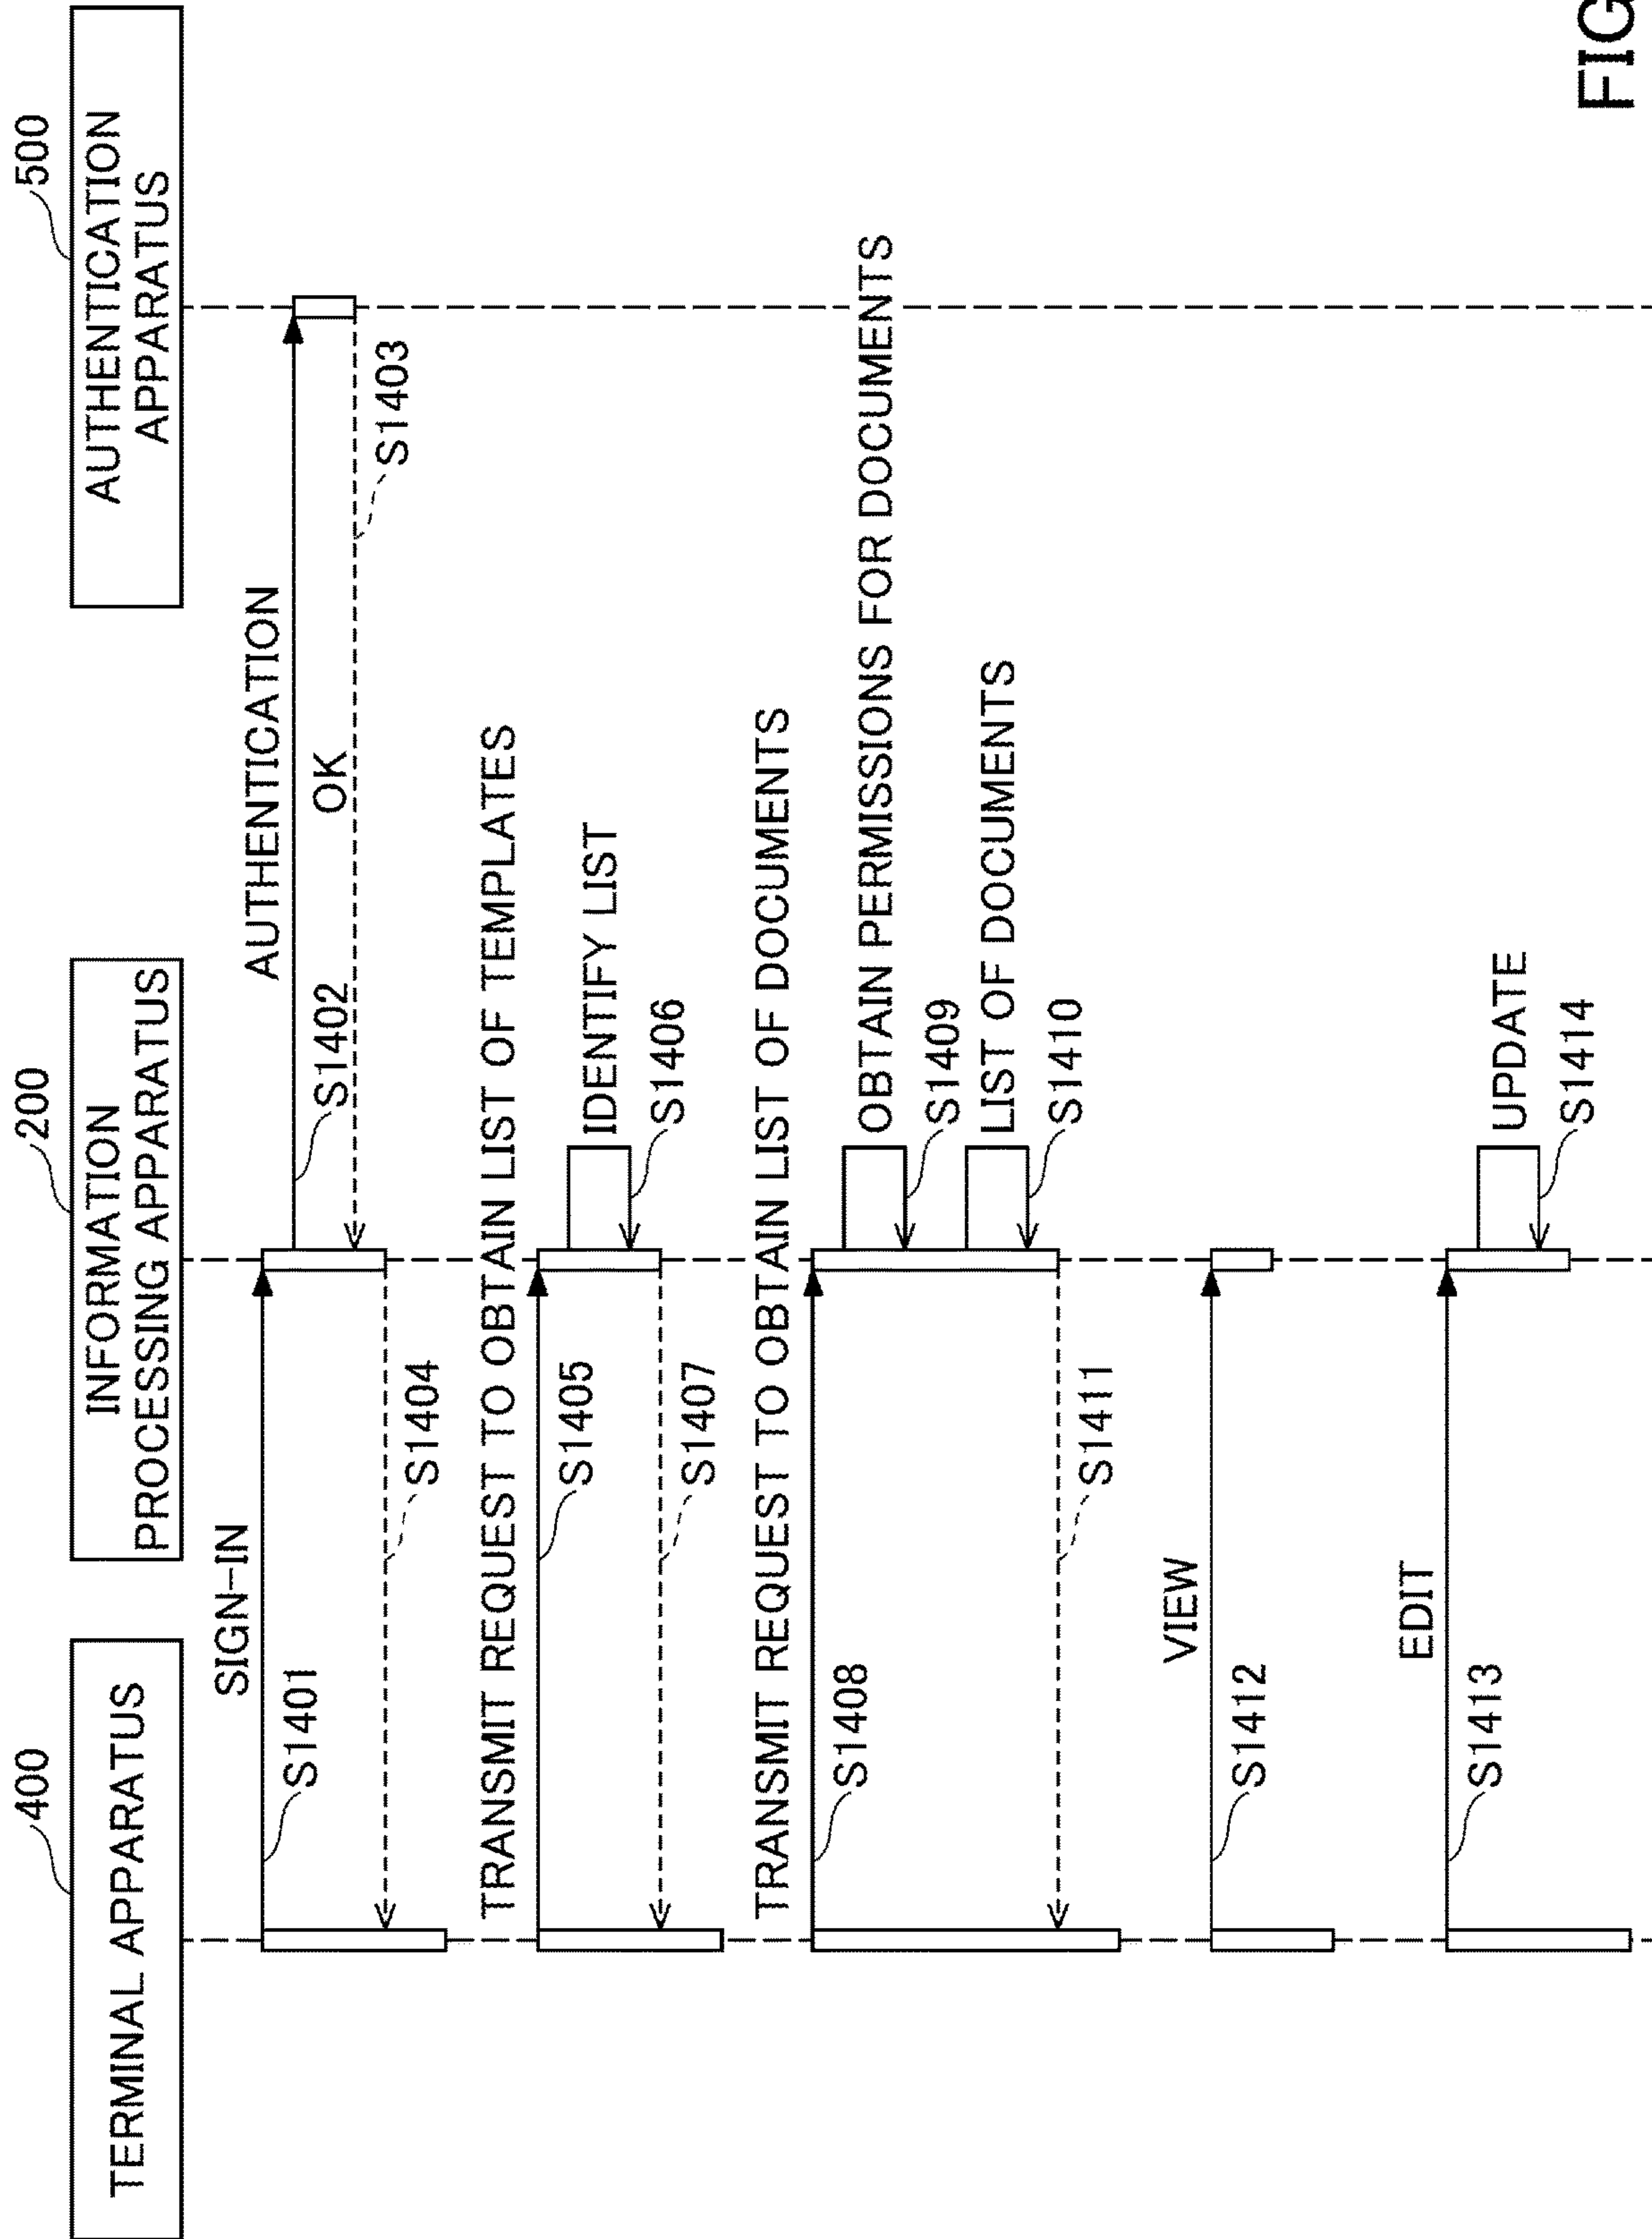 400
TERMINAL APPARATUS
200
INFORMATION
PROCESSING APPARATUS
500
AUTHENTICATION
APPARATUS
SIGN-IN
S1401
AUTHENTICATION
S1402
OK
S1403
S1404
TRANSMIT REQUEST TO OBTAIN LIST OF TEMPLATES
S1405
IDENTIFY LIST
S1406
S1407
TRANSMIT REQUEST TO OBTAIN LIST OF DOCUMENTS
S1408
OBTAIN PERMISSIONS FOR DOCUMENTS
S1409
LIST OF DOCUMENTS
S1410
S1411
VIEW
S1412
EDIT
S1413
UPDATE
S1414
FIG